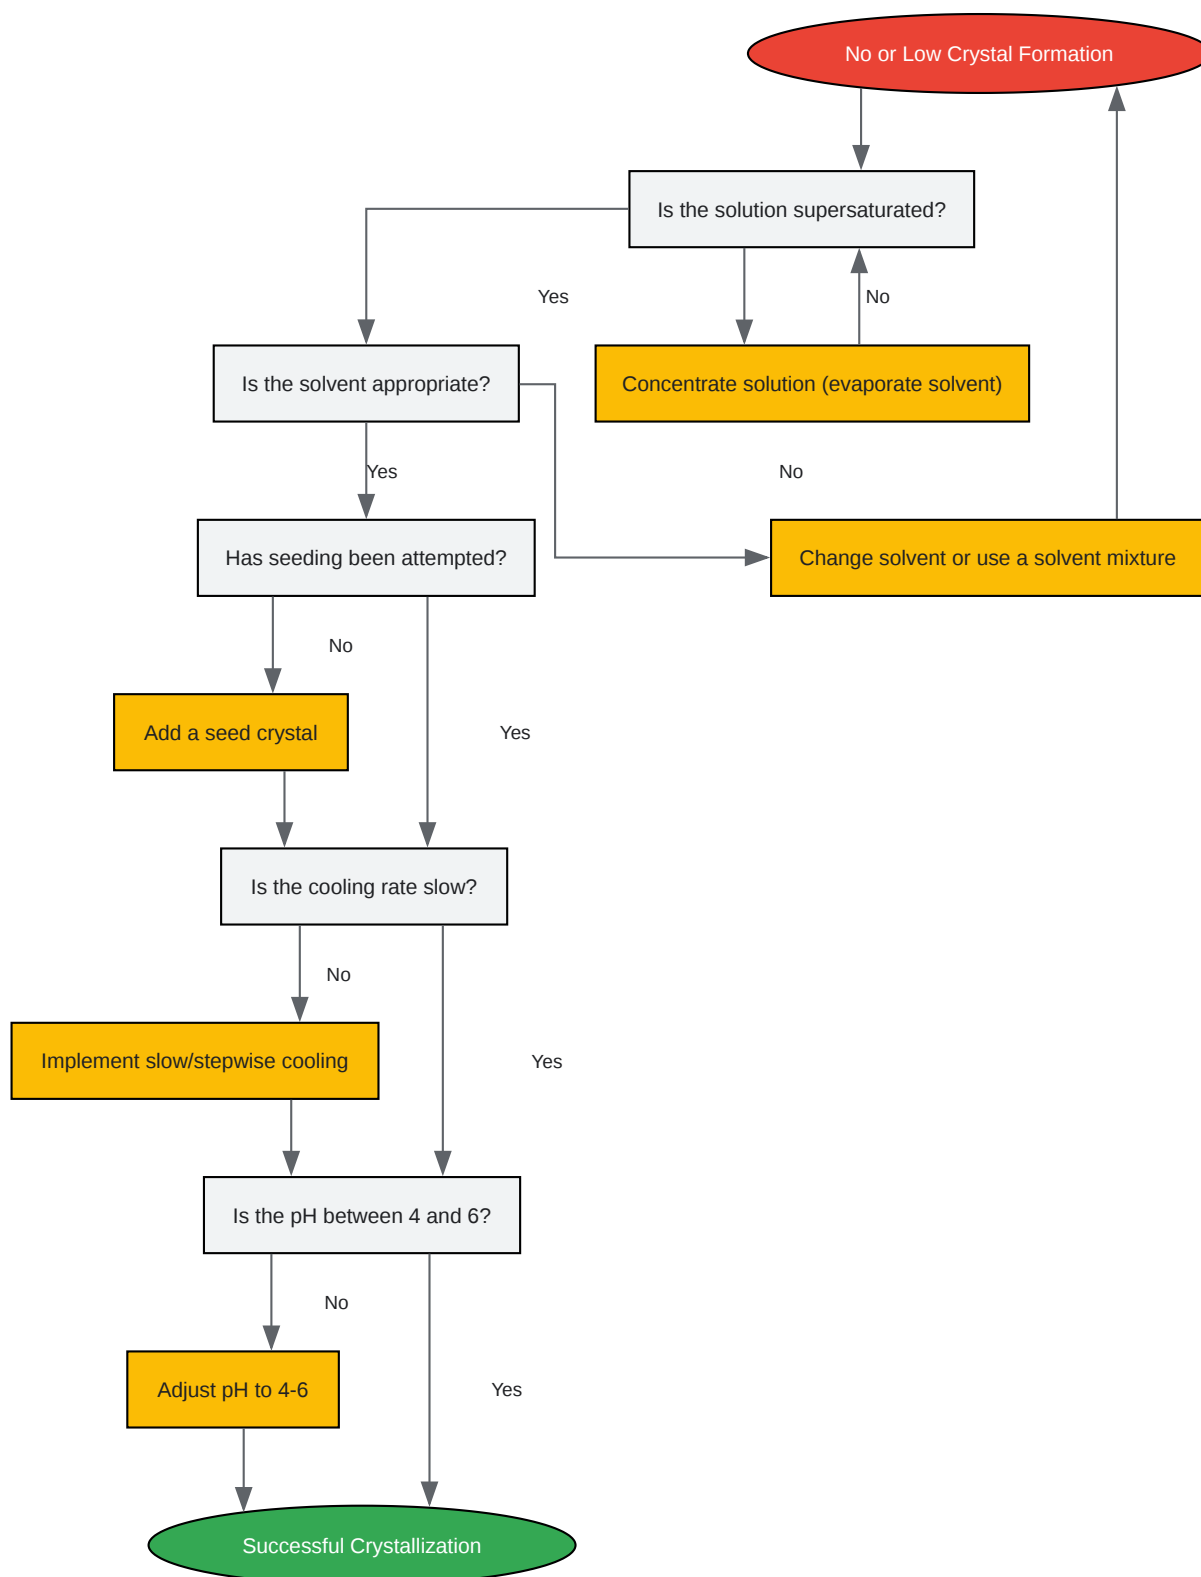 No or Low Crystal Formation
Is the solution supersaturated?
Yes
No
Is the solvent appropriate?
Concentrate solution (evaporate solvent)
Yes
No
Has seeding been attempted?
Change solvent or use a solvent mixture
No
Add a seed crystal
Yes
Is the cooling rate slow?
No
Implement slow/stepwise cooling
Yes
Is the pH between 4 and 6?
No
Adjust pH to 4-6
Yes
Successful Crystallization